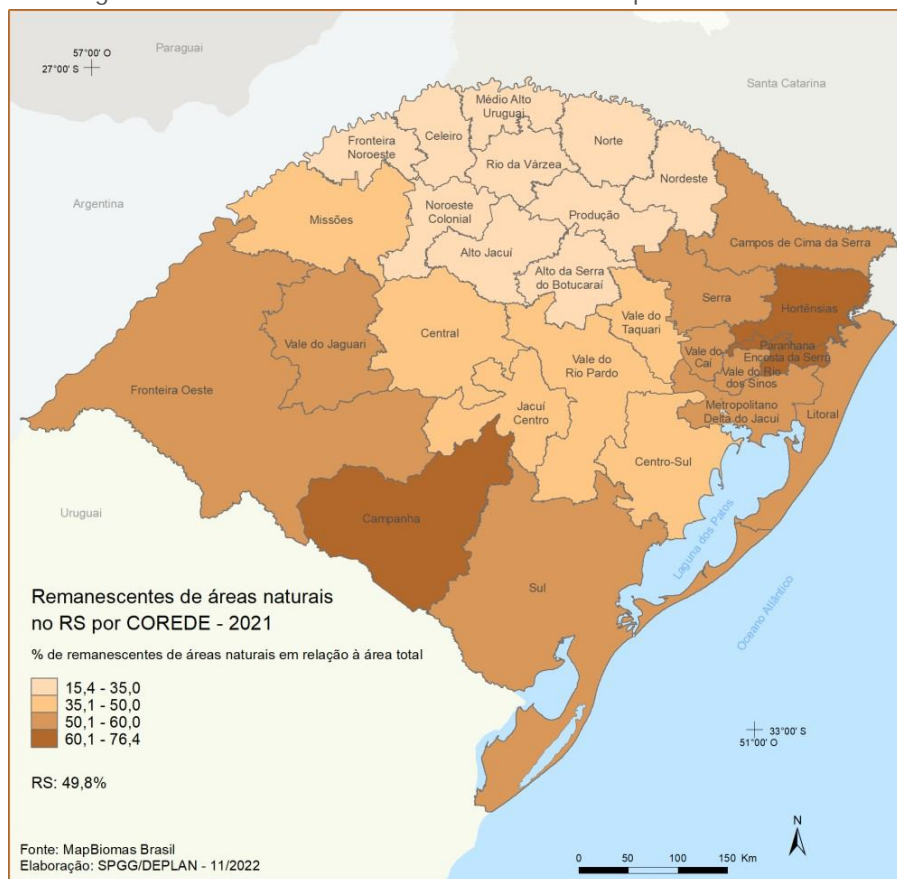 Paraguai
57°00' O
27°00' S
Santa Catarina
Argentina
Uruguai
Médio Alto
Uruguai
Celeiro
Norte
Fronteira
Noroeste
Rio da Várzea
Nordeste
Missões
Noroeste
Colonial
Produção
Alto Jacuí
Alto da Serra
do Botucaraí
Campos de Cima da Serra
Serra
Hortênsias
Central
Vale do
Taquari
Vale do Jaguari
Vale do
Rio Pardo
Vale do
Caí
Paranhana
Encosta da Serra
Vale do Rio
dos Sinos
Fronteira Oeste
Jacuí
Centro
Metropolitano
Delta do Jacuí
Litoral
Centro-Sul
Campanha
Sul
Laguna dos Patos
Oceano Atlântico
Remanescentes de áreas naturais
no RS por COREDE - 2021
% de remanescentes de áreas naturais em relação à área total
15,4 - 35,0
35,1 - 50,0
50,1 - 60,0
60,1 - 76,4
RS: 49,8%
33°00' S
51°00' O
N
Fonte: MapBiomas Brasil
Elaboração: SPGG/DEPLAN - 11/2022
0 50 100 150 Km